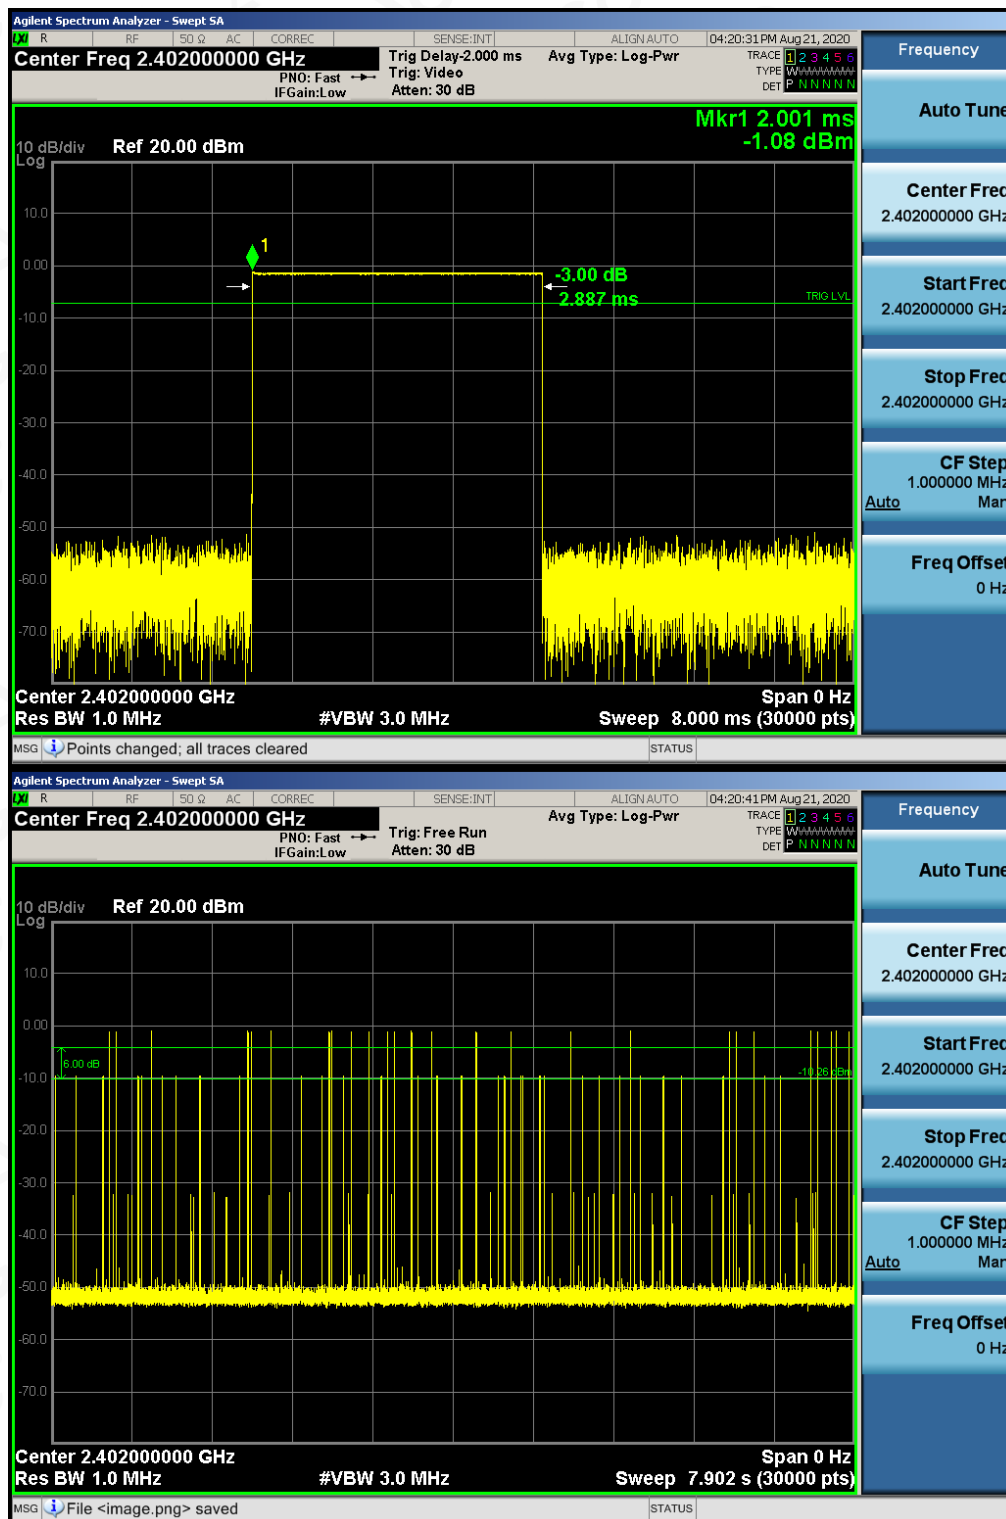 Agilent Spectrum Analyzer - Swept SA
LXI R RF 50 Ω AC CORREC SENSE:INT ALIGN AUTO 04:20:31 PM Aug 21, 2020
Center Freq 2.402000000 GHz
PNO: Fast
IFGain:Low
Trig Delay-2.000 ms
Trig: Video
Atten: 30 dB
Avg Type: Log-Pwr
TRACE 1 2 3 4 5 6
TYPE W
DET P N N N N N
Mkr1 2.001 ms
-1.08 dBm
10 dB/div Ref 20.00 dBm
Log
10.0
0.00
-10.0
-20.0
-30.0
-40.0
-50.0
-60.0
-70.0
1
-3.00 dB
2.887 ms
TRIG LVL
Center 2.402000000 GHz Span 0 Hz
Res BW 1.0 MHz #VBW 3.0 MHz Sweep 8.000 ms (30000 pts)
MSG Points changed; all traces cleared STATUS
Frequency
Auto Tune
Center Freq
2.402000000 GHz
Start Freq
2.402000000 GHz
Stop Freq
2.402000000 GHz
CF Step
1.000000 MHz
Auto Man
Freq Offset
0 Hz
Agilent Spectrum Analyzer - Swept SA
LXI R RF 50 Ω AC CORREC SENSE:INT ALIGN AUTO 04:20:41 PM Aug 21, 2020
Center Freq 2.402000000 GHz
PNO: Fast
IFGain:Low
Trig: Free Run
Atten: 30 dB
Avg Type: Log-Pwr
TRACE 1 2 3 4 5 6
TYPE W
DET P N N N N N
10 dB/div Ref 20.00 dBm
Log
10.0
0.00
-10.0
-20.0
-30.0
-40.0
-50.0
-60.0
-70.0
6.00 dB
-10.26 dBm
Center 2.402000000 GHz Span 0 Hz
Res BW 1.0 MHz #VBW 3.0 MHz Sweep 7.902 s (30000 pts)
MSG File <image.png> saved STATUS
Frequency
Auto Tune
Center Freq
2.402000000 GHz
Start Freq
2.402000000 GHz
Stop Freq
2.402000000 GHz
CF Step
1.000000 MHz
Auto Man
Freq Offset
0 Hz